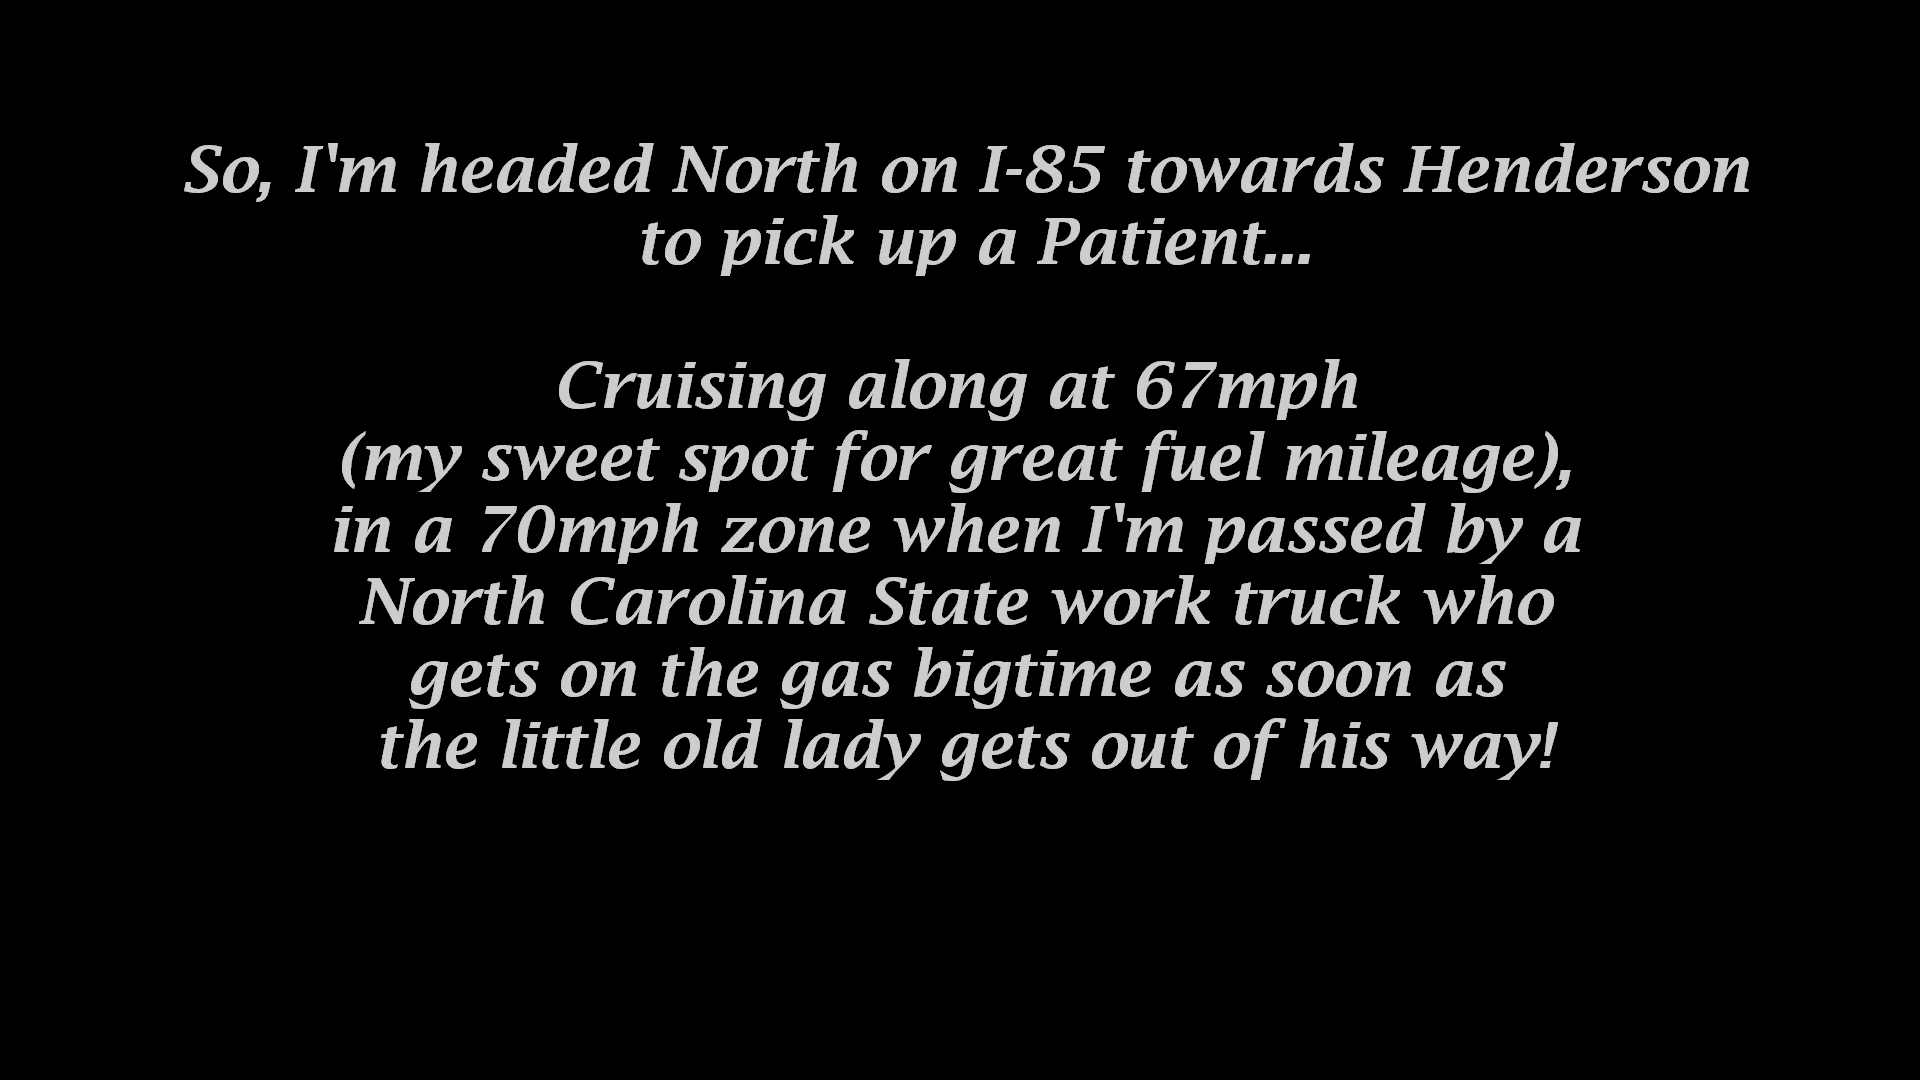 So, I'm headed North on I-85 towards Henderson
to pick up a Patient...
Cruising along at 67mph
(my sweet spot for great fuel mileage),
in a 70mph zone when I'm passed by a
North Carolina State work truck who
gets on the gas bigtime as soon as
the little old lady gets out of his way!